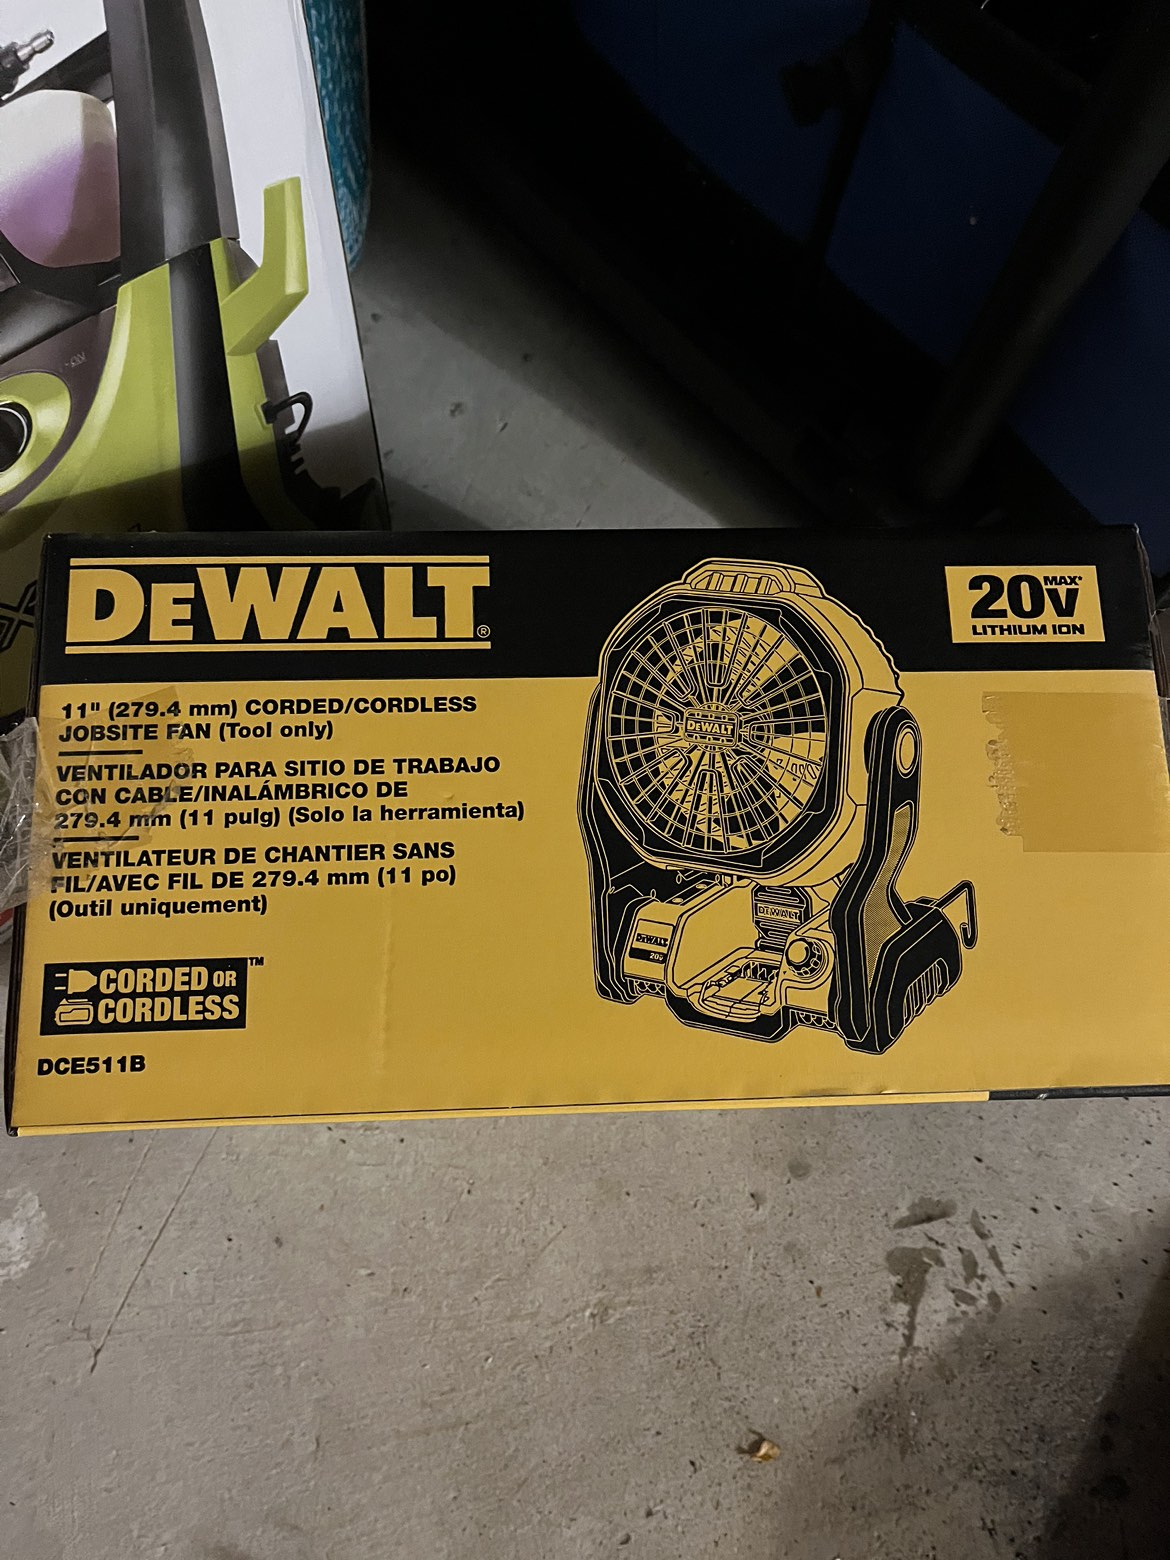 DEWALT®
20V MAX*
LITHIUM ION
11" (279.4 mm) CORDED/CORDLESS
JOBSITE FAN (Tool only)
VENTILADOR PARA SITIO DE TRABAJO
CON CABLE/INALÁMBRICO DE
279.4 mm (11 pulg) (Solo la herramienta)
VENTILATEUR DE CHANTIER SANS
FIL/AVEC FIL DE 279.4 mm (11 po)
(Outil uniquement)
CORDED OR™
CORDLESS
DCE511B
DEWALT
DEWALT
DEWALT